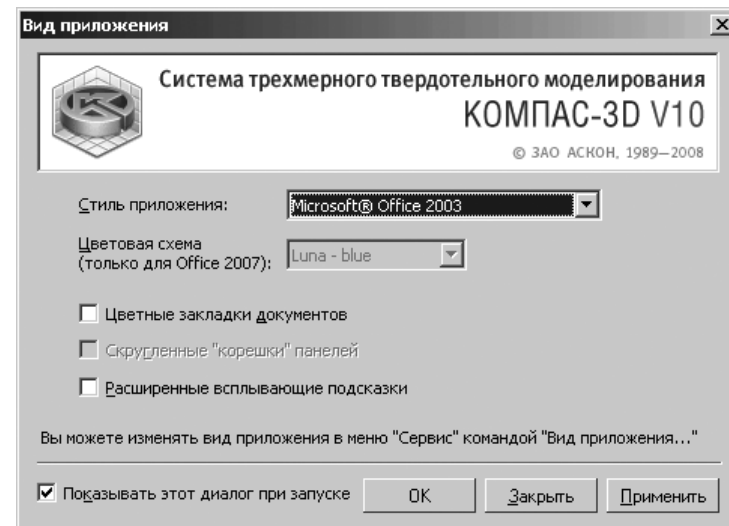 Вид приложения
Система трехмерного твердотельного моделирования
КОМПАС-3D V10
© ЗАО АСКОН, 1989—2008
Стиль приложения: Microsoft® Office 2003
Цветовая схема
(только для Office 2007): Luna - blue
Цветные закладки документов
Скругленные "корешки" панелей
Расширенные всплывающие подсказки
Вы можете изменять вид приложения в меню "Сервис" командой "Вид приложения..."
Показывать этот диалог при запуске ОК Закрыть Применить